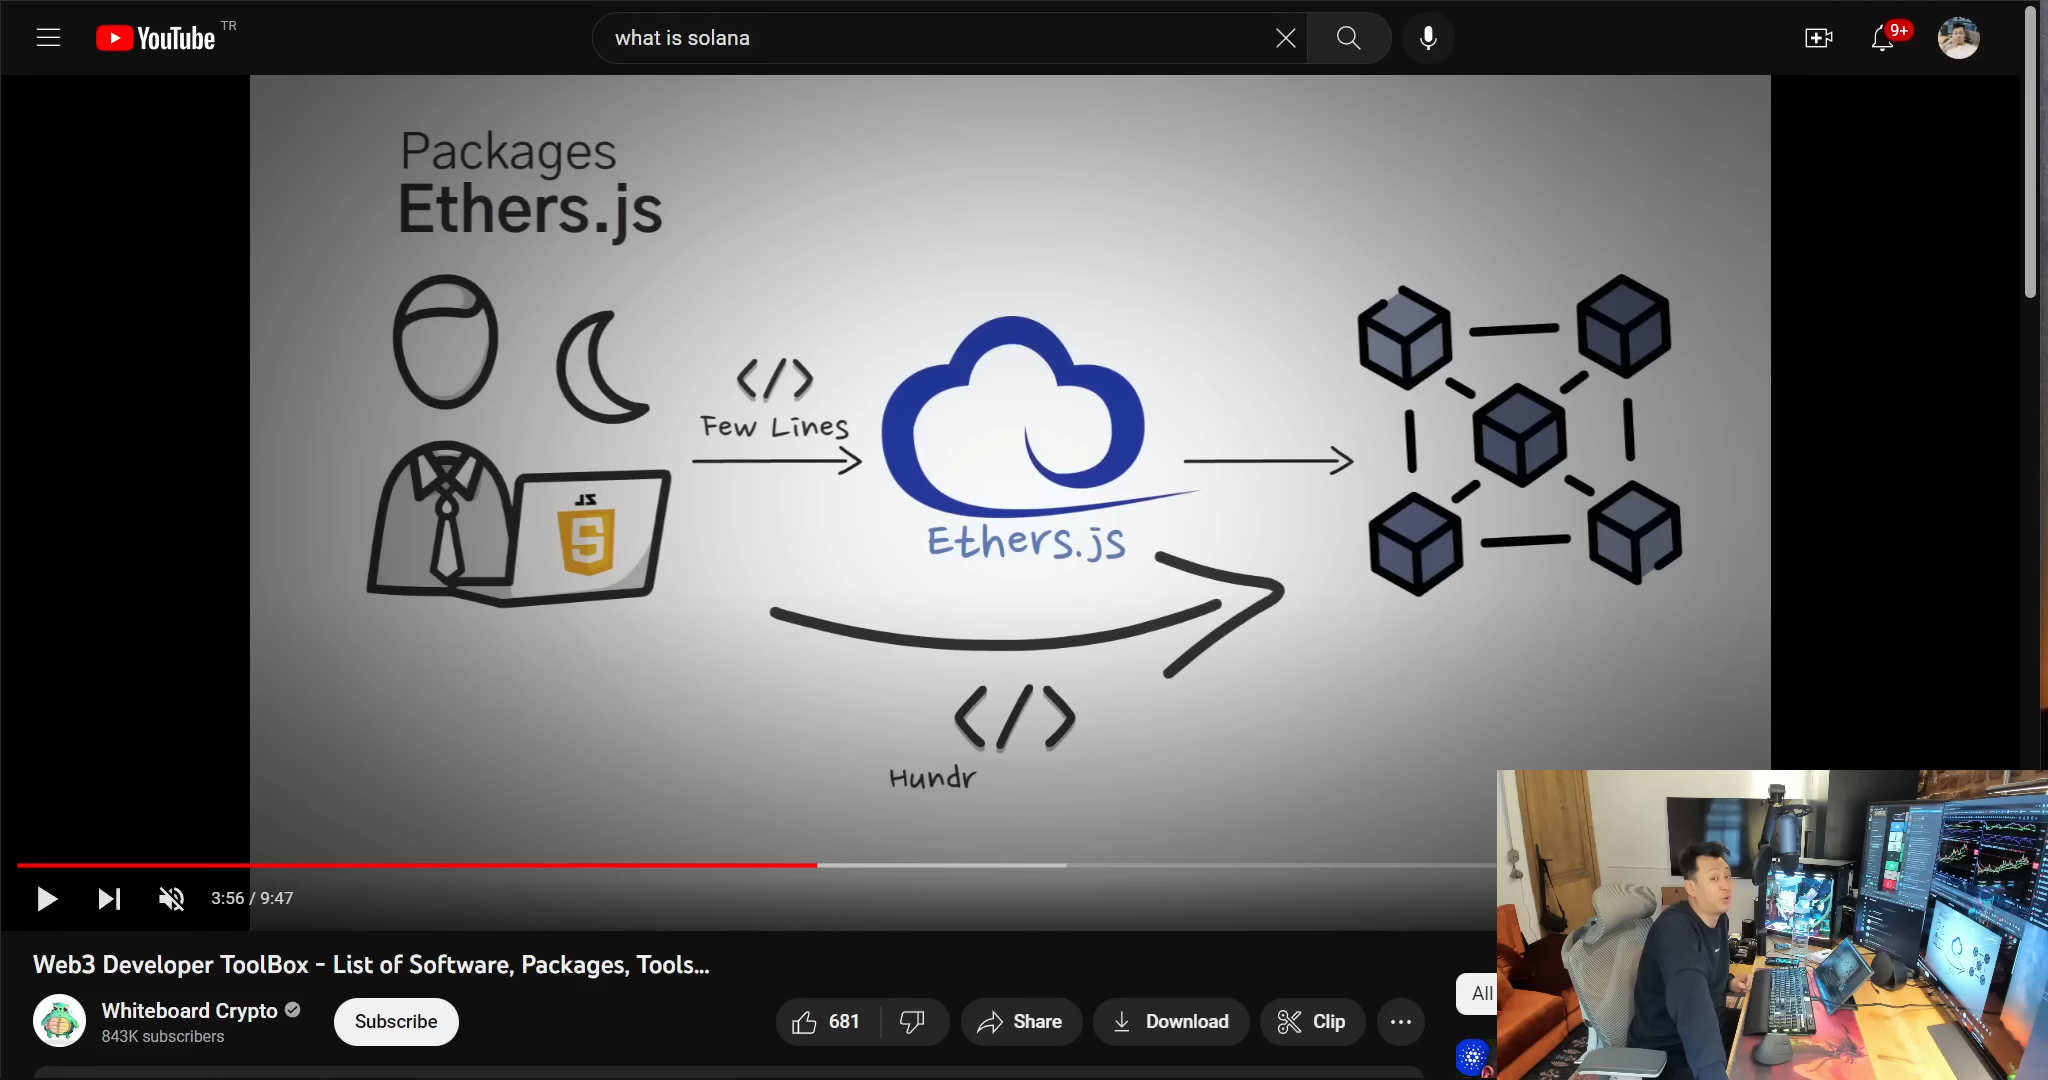 YouTube TR
what is solana
9+
Packages
Ethers.js
</>
Few Lines
JS
Ethers.js
</>
Hundr
3:56 / 9:47
Web3 Developer ToolBox - List of Software, Packages, Tools...
Whiteboard Crypto
843K subscribers
Subscribe
681
Share
Download
Clip
All